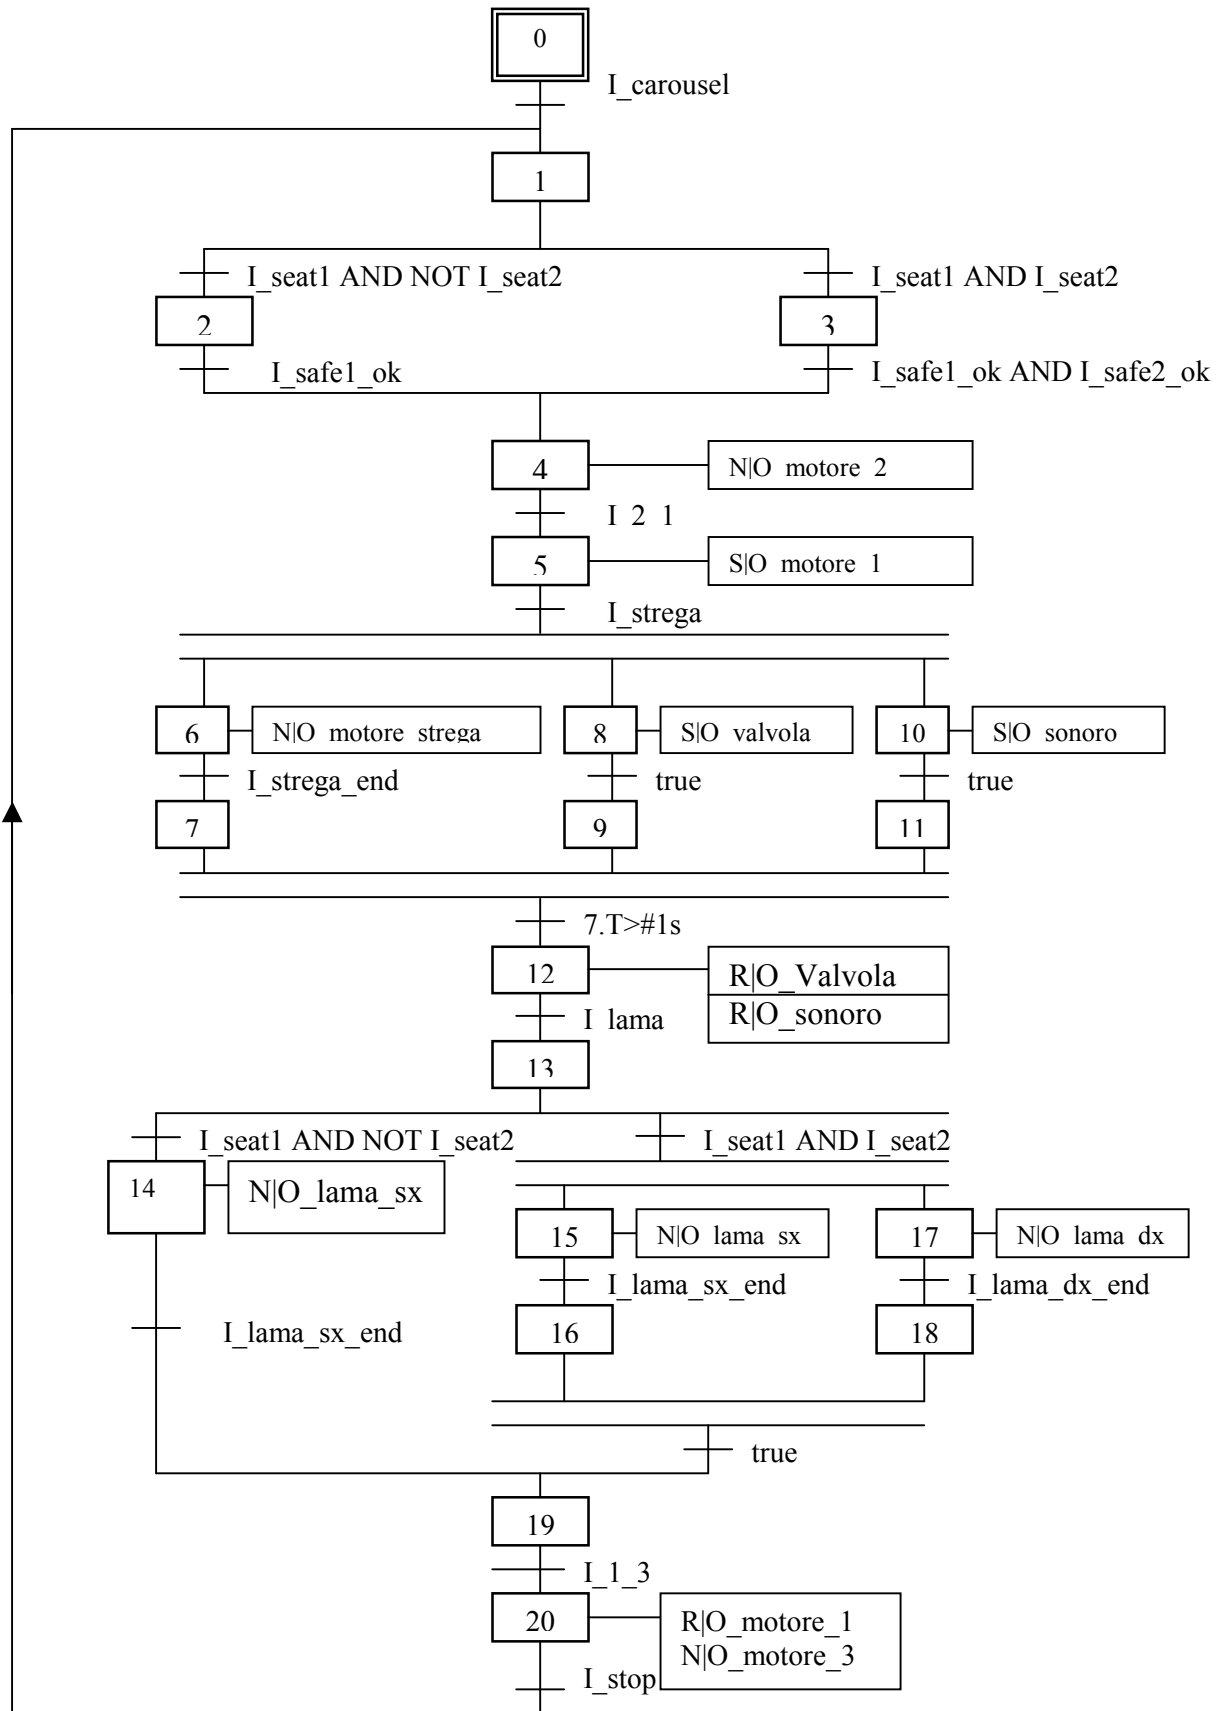 0
I_carousel
1
I_seat1 AND NOT I_seat2
I_seat1 AND I_seat2
2
3
I_safe1_ok
I_safe1_ok AND I_safe2_ok
4
N|O motore 2
I 2 1
5
S|O motore 1
I_strega
6
N|O motore strega
8
S|O valvola
10
S|O sonoro
I_strega_end
true
true
7
9
11
7.T>#1s
12
R|O_Valvola
R|O_sonoro
I lama
13
I_seat1 AND NOT I_seat2
I_seat1 AND I_seat2
14
N|O_lama_sx
15
N|O lama sx
17
N|O lama dx
I_lama_sx_end
I_lama_dx_end
I_lama_sx_end
16
18
true
19
I_1_3
20
R|O_motore_1
N|O_motore_3
I_stop